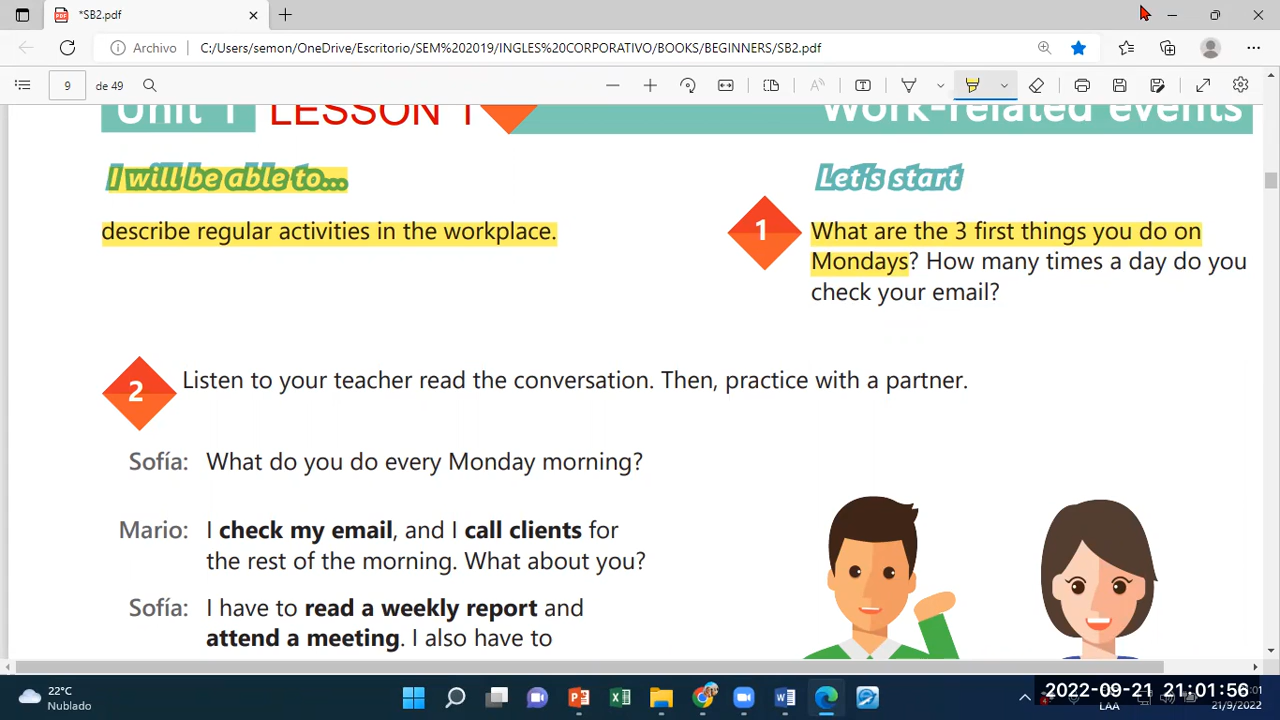 *SB2.pdf
Archivo
C:/Users/semon/OneDrive/Escritorio/SEM%202019/INGLES%20CORPORATIVO/BOOKS/BEGINNERS/SB2.pdf
9
de 49
Unit 1 LESSON 1
Work-related events
I will be able to...
Let's start
describe regular activities in the workplace.
1
What are the 3 first things you do on
Mondays? How many times a day do you
check your email?
2
Listen to your teacher read the conversation. Then, practice with a partner.
Sofía: What do you do every Monday morning?
Mario: I check my email, and I call clients for
the rest of the morning. What about you?
Sofía: I have to read a weekly report and
attend a meeting. I also have to
22°C
Nublado
2022-09-21 21:01:56
LAA
21/9/2022